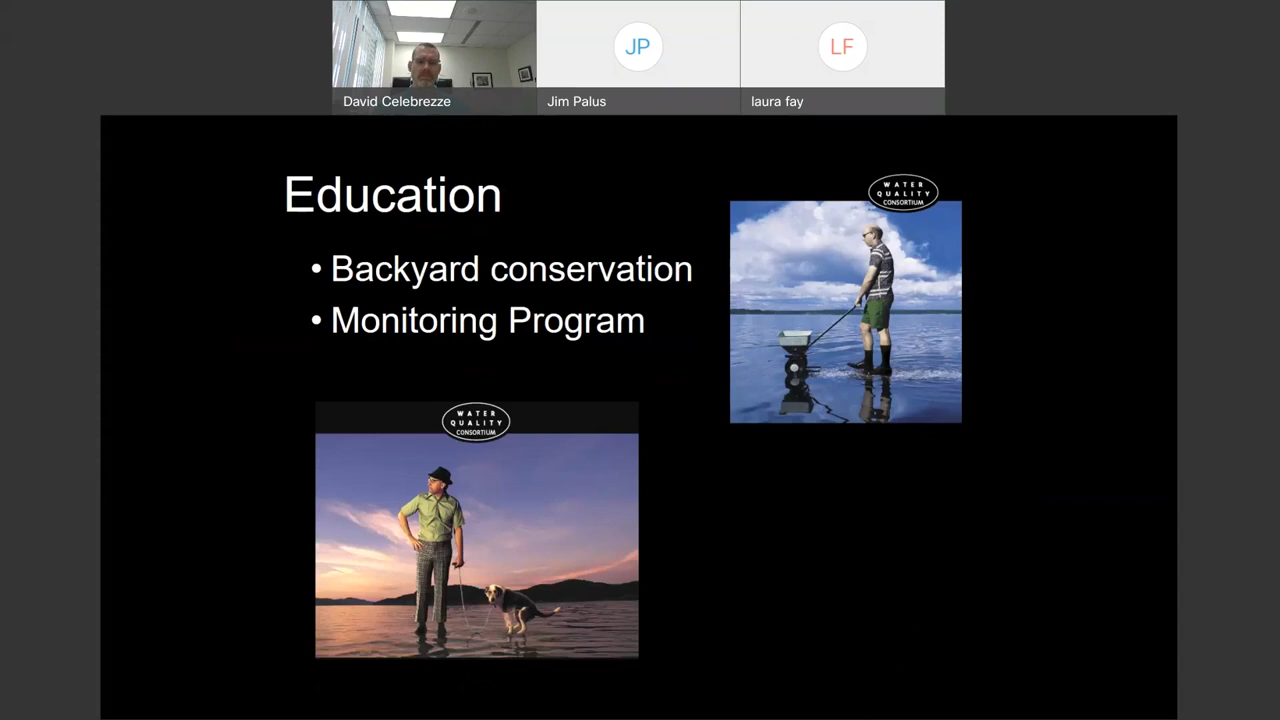 JP
LF
David Celebrezze
Jim Palus
laura fay
Education
• Backyard conservation
• Monitoring Program
WATER
QUALITY
CONSORTIUM
WATER
QUALITY
CONSORTIUM